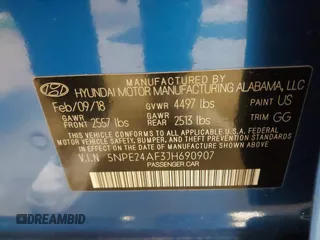 MANUFACTURED BY
HYUNDAI MOTOR MANUFACTURING ALABAMA, LLC
Feb/09/18 GVWR 4497 lbs PAINT US
GAWR FRONT 2557 lbs GAWR REAR 2513 lbs TRIM
THIS VEHICLE CONFORMS TO ALL APPLICABLE FEDERAL MOTOR
VEHICLE SAFETY, BUMPER, AND THEFT PREVENTION STANDARDS
IN EFFECT ON THE DATE OF MANUFACTURE SHOWN ABOVE.
V.I.N 5NPE24AF3JH690907
PASSENGER CAR
© DREAMBID